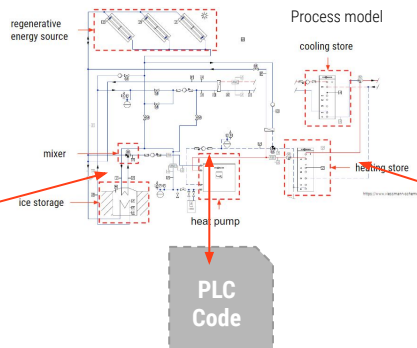 Process model
regenerative
energy source
cooling store
mixer
heating store
ice storage
heat pump
PLC
Code